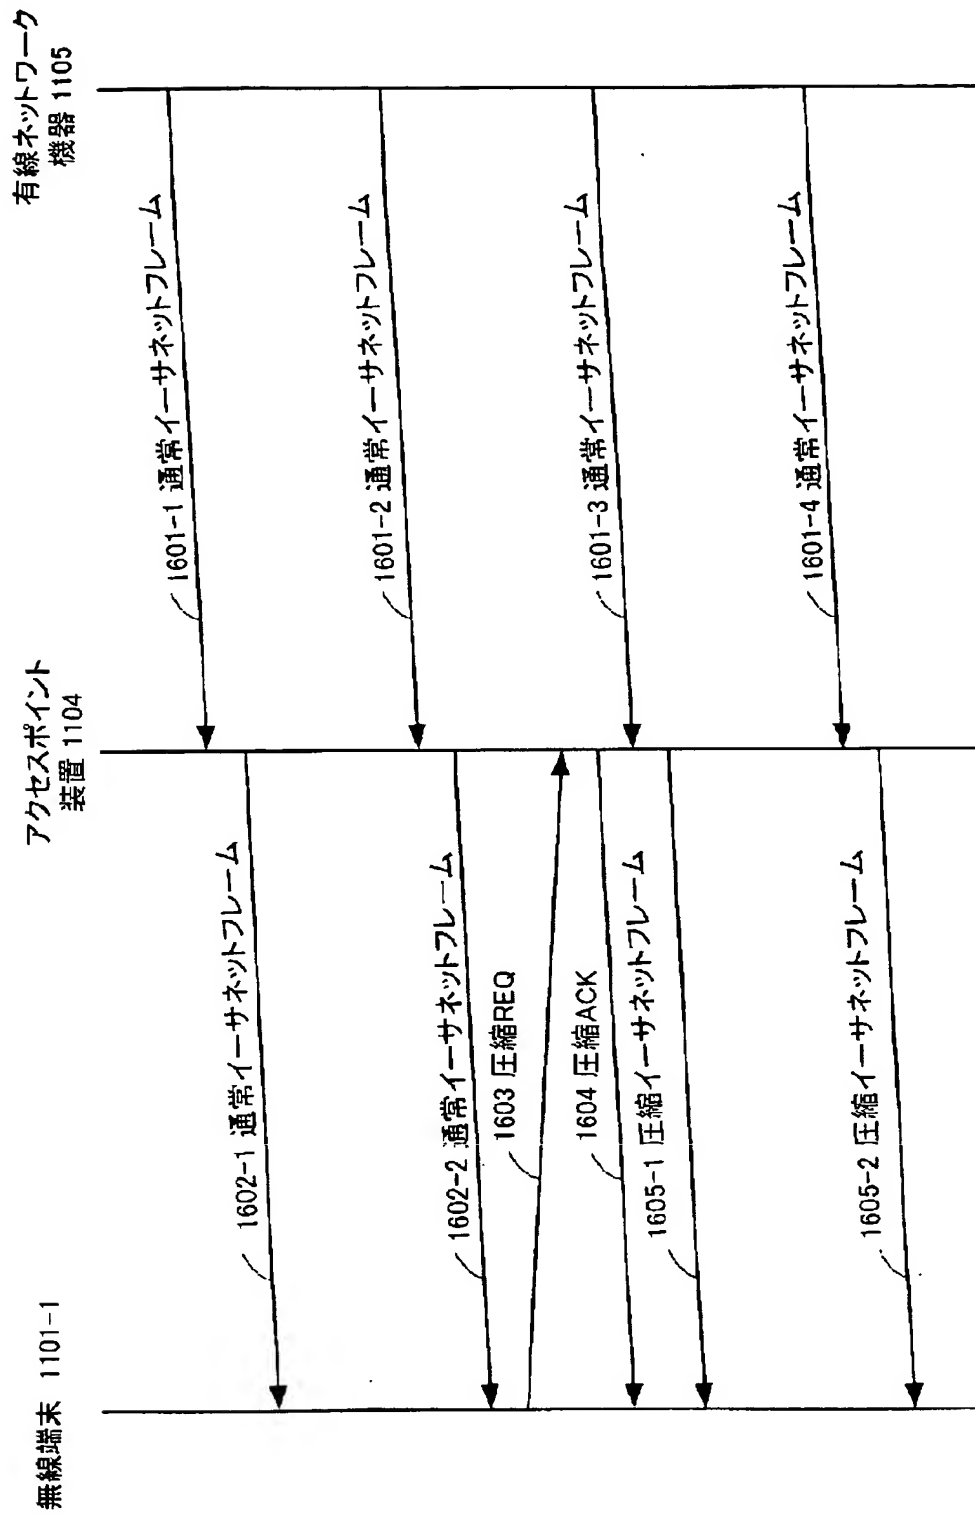 無線端末 1101-1
アクセスポイント
装置 1104
有線ネットワーク
機器 1105
1601-1 通常イーサネットフレーム
1602-1 通常イーサネットフレーム
1601-2 通常イーサネットフレーム
1602-2 通常イーサネットフレーム
1603 圧縮REQ
1604 圧縮ACK
1601-3 通常イーサネットフレーム
1605-1 圧縮イーサネットフレーム
1601-4 通常イーサネットフレーム
1605-2 圧縮イーサネットフレーム